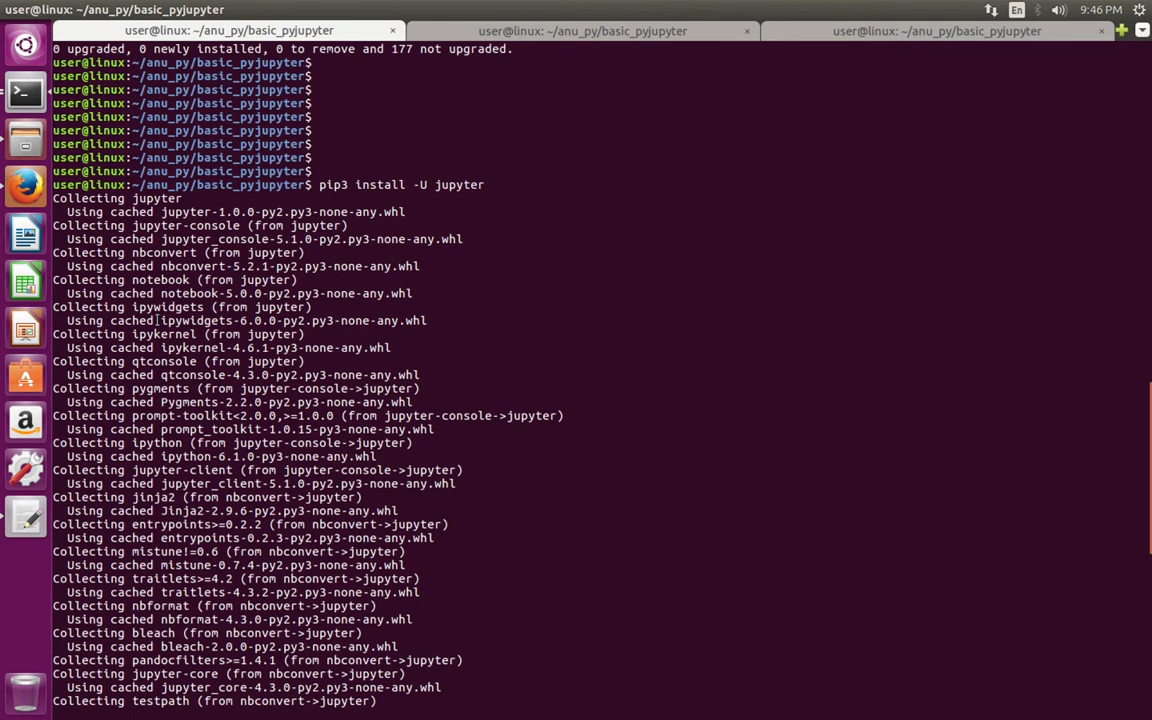 user@linux: ~/anu_py/basic_pyjupyter
En
9:46 PM
user@linux: ~/anu_py/basic_pyjupyter ×
user@linux: ~/anu_py/basic_pyjupyter ×
user@linux: ~/anu_py/basic_pyjupyter ×
0 upgraded, 0 newly installed, 0 to remove and 177 not upgraded.
user@linux:~/anu_py/basic_pyjupyter$
user@linux:~/anu_py/basic_pyjupyter$
user@linux:~/anu_py/basic_pyjupyter$
user@linux:~/anu_py/basic_pyjupyter$
user@linux:~/anu_py/basic_pyjupyter$
user@linux:~/anu_py/basic_pyjupyter$
user@linux:~/anu_py/basic_pyjupyter$
user@linux:~/anu_py/basic_pyjupyter$
user@linux:~/anu_py/basic_pyjupyter$
user@linux:~/anu_py/basic_pyjupyter$ pip3 install -U jupyter
Collecting jupyter
Using cached jupyter-1.0.0-py2.py3-none-any.whl
Collecting jupyter-console (from jupyter)
Using cached jupyter_console-5.1.0-py2.py3-none-any.whl
Collecting nbconvert (from jupyter)
Using cached nbconvert-5.2.1-py2.py3-none-any.whl
Collecting notebook (from jupyter)
Using cached notebook-5.0.0-py2.py3-none-any.whl
Collecting ipywidgets (from jupyter)
Using cached ipywidgets-6.0.0-py2.py3-none-any.whl
Collecting ipykernel (from jupyter)
Using cached ipykernel-4.6.1-py3-none-any.whl
Collecting qtconsole (from jupyter)
Using cached qtconsole-4.3.0-py2.py3-none-any.whl
Collecting pygments (from jupyter-console->jupyter)
Using cached Pygments-2.2.0-py2.py3-none-any.whl
Collecting prompt-toolkit<2.0.0,>=1.0.0 (from jupyter-console->jupyter)
Using cached prompt_toolkit-1.0.15-py3-none-any.whl
Collecting ipython (from jupyter-console->jupyter)
Using cached ipython-6.1.0-py3-none-any.whl
Collecting jupyter-client (from jupyter-console->jupyter)
Using cached jupyter_client-5.1.0-py2.py3-none-any.whl
Collecting jinja2 (from nbconvert->jupyter)
Using cached Jinja2-2.9.6-py2.py3-none-any.whl
Collecting entrypoints>=0.2.2 (from nbconvert->jupyter)
Using cached entrypoints-0.2.3-py2.py3-none-any.whl
Collecting mistune!=0.6 (from nbconvert->jupyter)
Using cached mistune-0.7.4-py2.py3-none-any.whl
Collecting traitlets>=4.2 (from nbconvert->jupyter)
Using cached traitlets-4.3.2-py2.py3-none-any.whl
Collecting nbformat (from nbconvert->jupyter)
Using cached nbformat-4.3.0-py2.py3-none-any.whl
Collecting bleach (from nbconvert->jupyter)
Using cached bleach-2.0.0-py2.py3-none-any.whl
Collecting pandocfilters>=1.4.1 (from nbconvert->jupyter)
Collecting jupyter-core (from nbconvert->jupyter)
Using cached jupyter_core-4.3.0-py2.py3-none-any.whl
Collecting testpath (from nbconvert->jupyter)